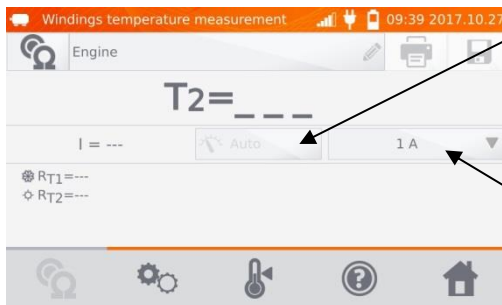 Windings temperature measurement 09:39 2017.10.27
Engine
T2=_ _ _
I = --- Auto 1 A
RT1=---
RT2=---